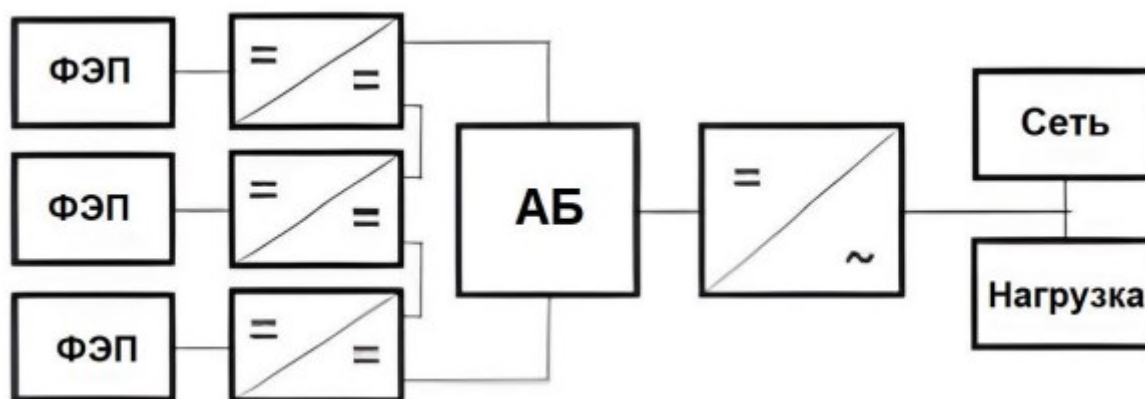 ФЭП
=
=
ФЭП
=
=
ФЭП
=
=
АБ
=
~
Сеть
Нагрузка